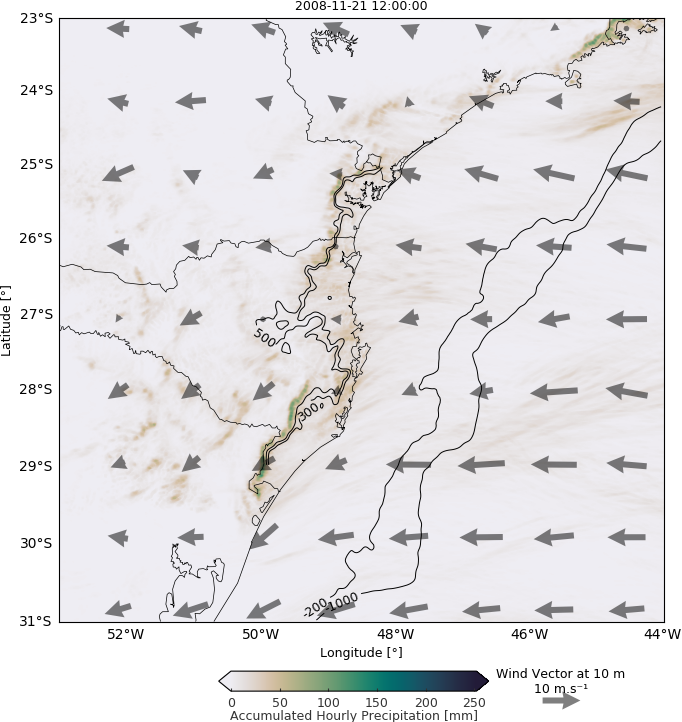 2008-11-21 12:00:00
23°S
24°S
25°S
26°S
27°S
28°S
29°S
30°S
31°S
Latitude [°]
500
300
-200
-1000
52°W 50°W 48°W 46°W 44°W
Longitude [°]
0 50 100 150 200 250
Accumulated Hourly Precipitation [mm]
Wind Vector at 10 m
10 m.s⁻¹